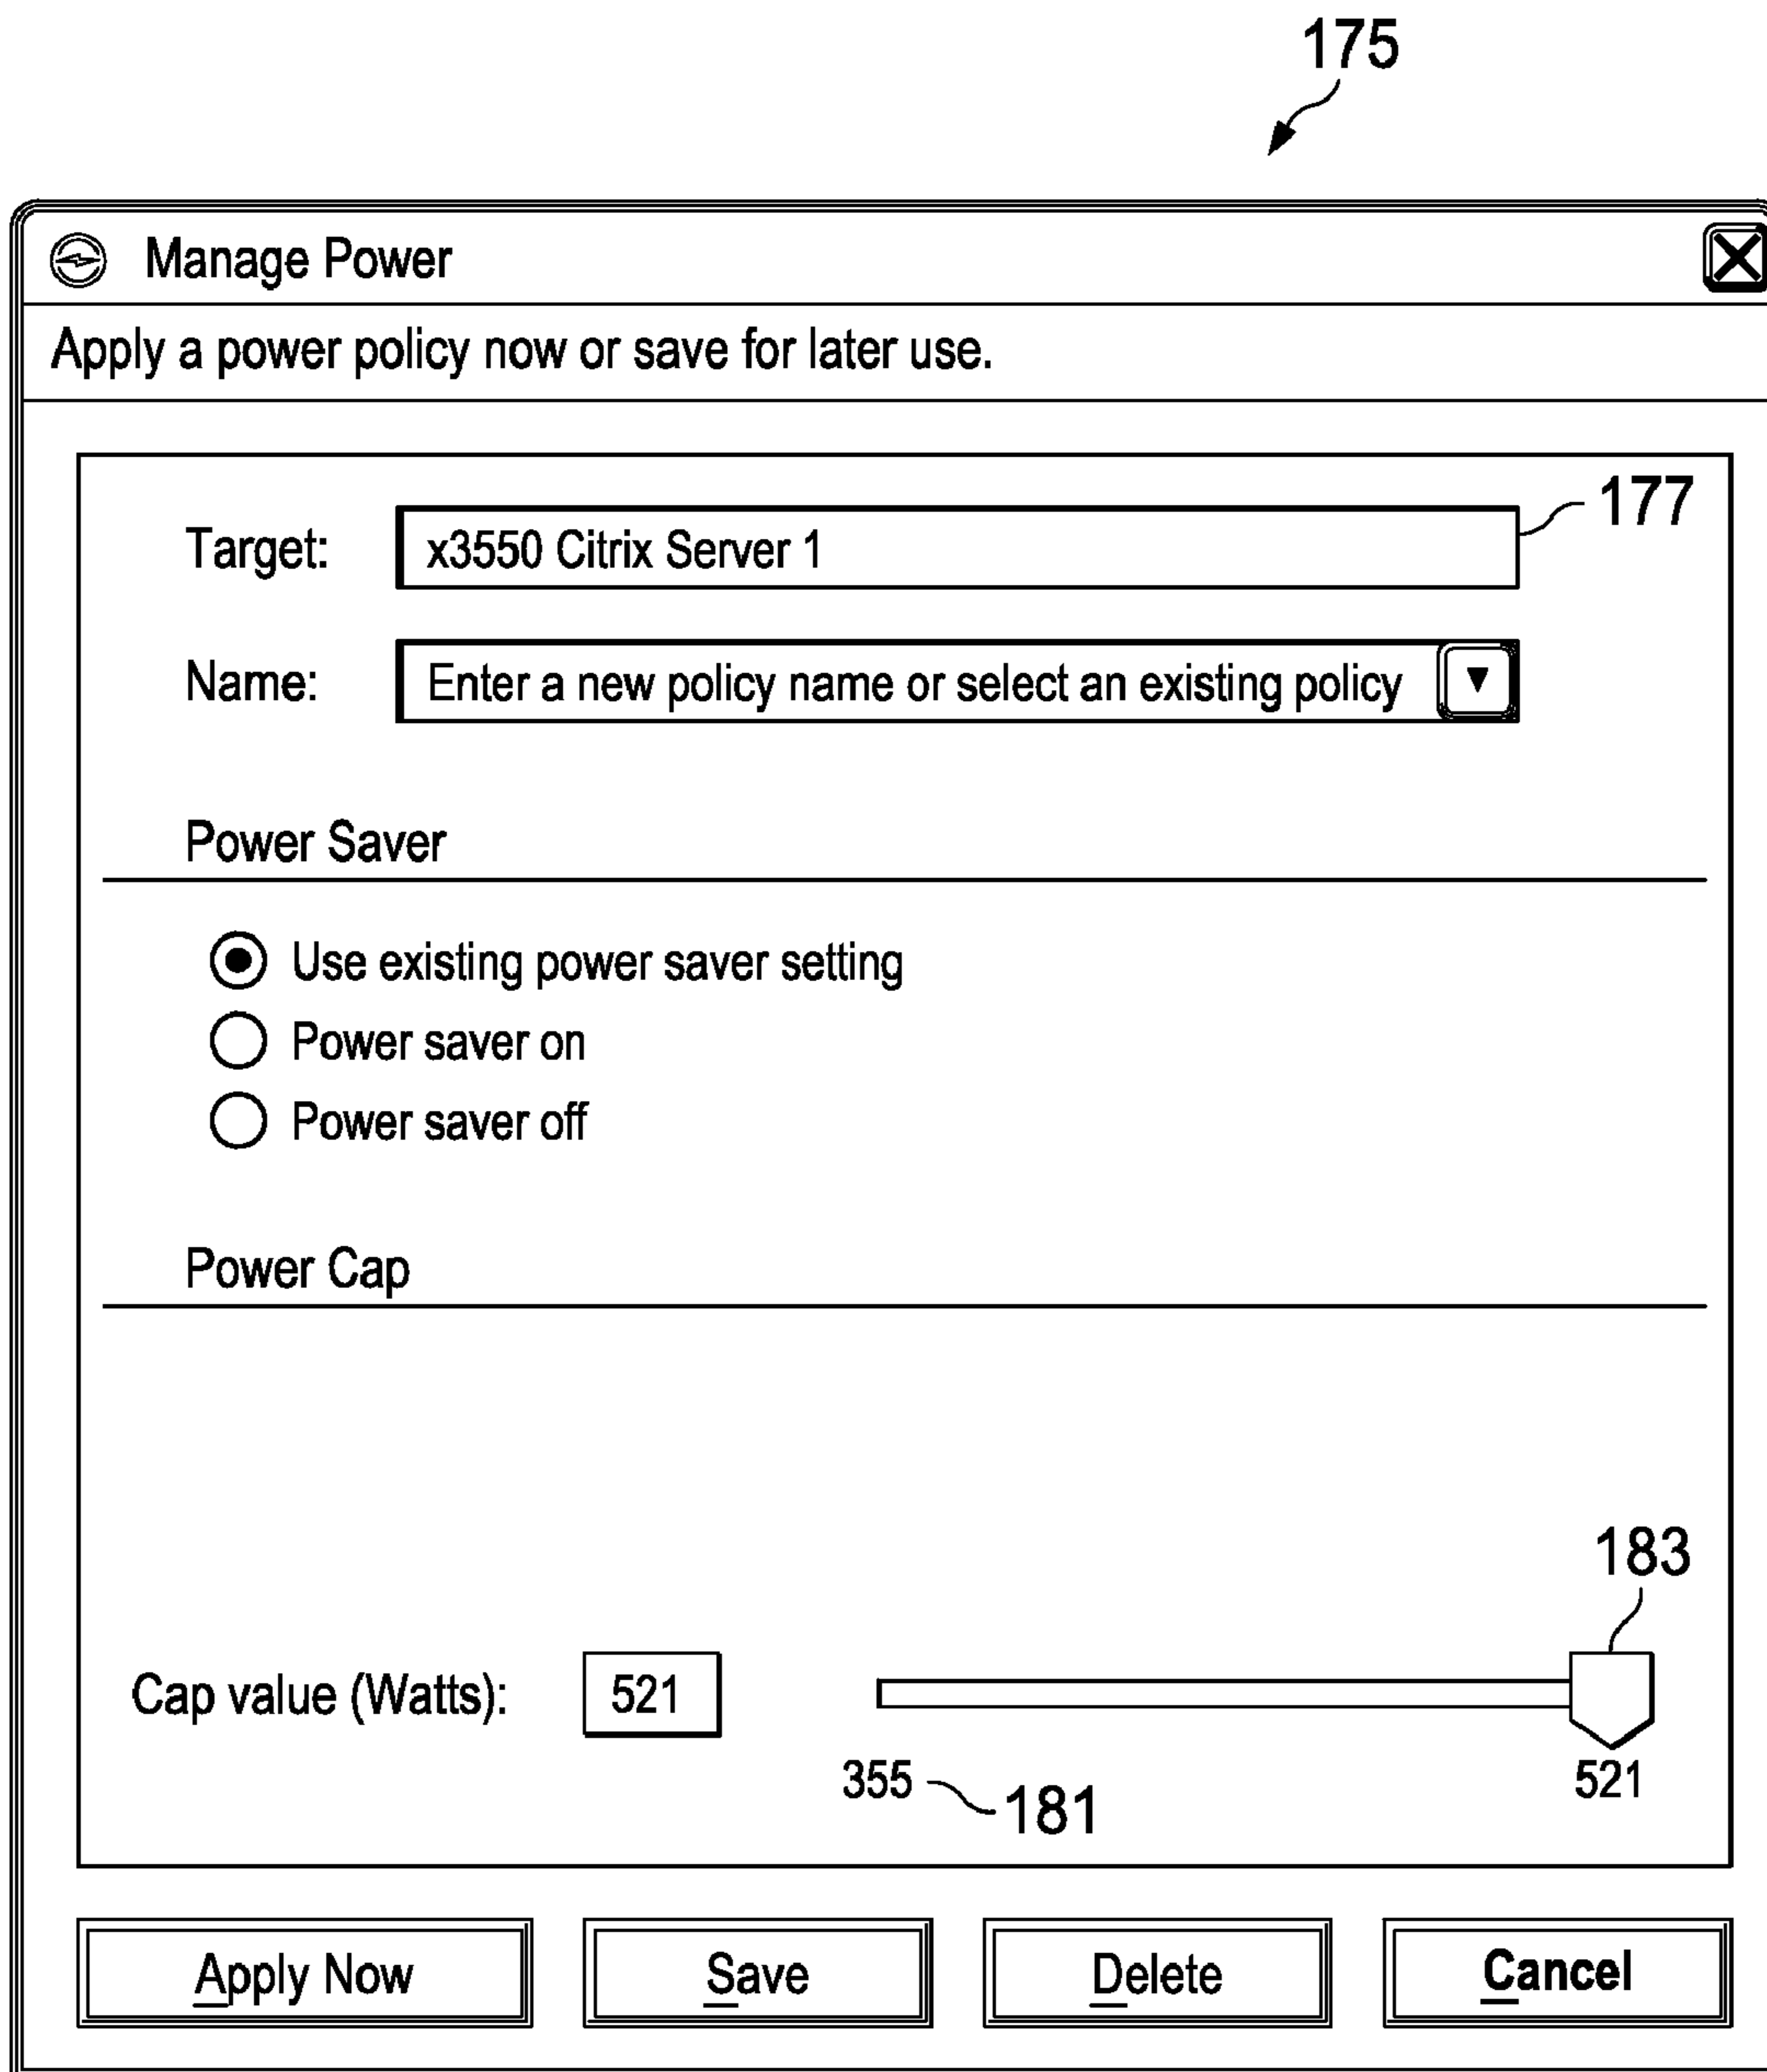 175
Manage Power
Apply a power policy now or save for later use.
Target: x3550 Citrix Server 1 177
Name: Enter a new policy name or select an existing policy
Power Saver
Use existing power saver setting
Power saver on
Power saver off
Power Cap
183
Cap value (Watts): 521
355 181 521
Apply Now Save Delete Cancel